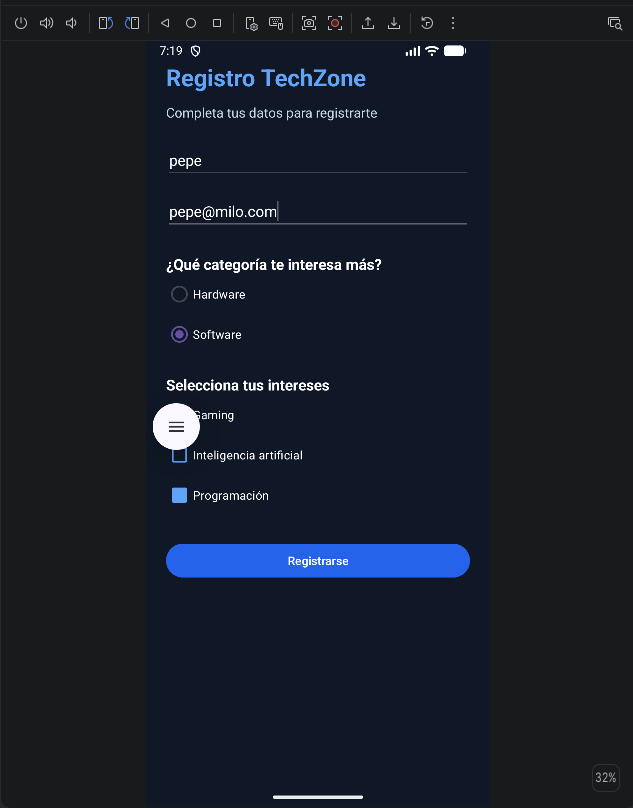 7:19
Registro TechZone
Completa tus datos para registrarte
pepe
pepe@milo.com
¿Qué categoría te interesa más?
Hardware
Software
Selecciona tus intereses
Gaming
Inteligencia artificial
Programación
Registrarse
32%